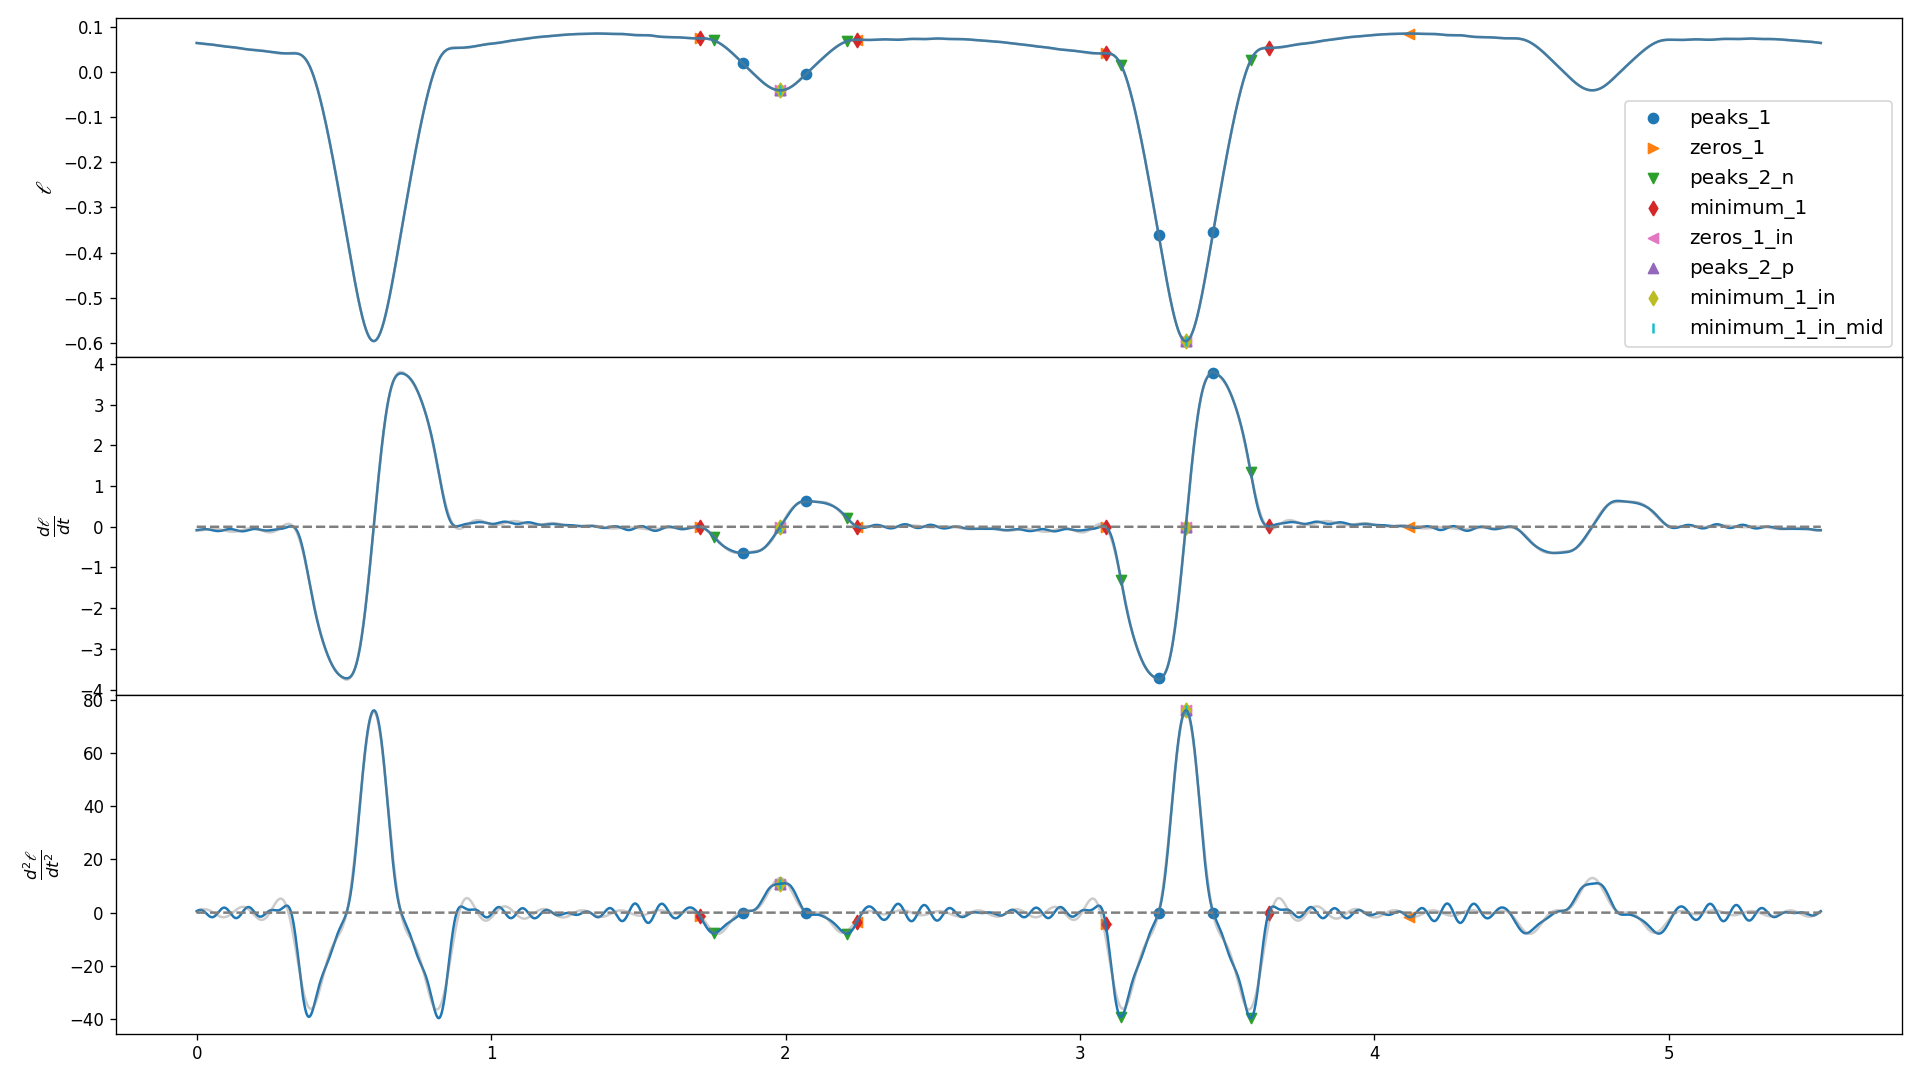 0.1
0.0
−0.1
−0.2
−0.3
−0.4
−0.5
−0.6
ℓ
peaks_1
zeros_1
peaks_2_n
minimum_1
zeros_1_in
peaks_2_p
minimum_1_in
minimum_1_in_mid
4
3
2
1
0
−1
−2
−3
−4
dℓ
dt
80
60
40
20
0
−20
−40
d²ℓ
dt²
0 1 2 3 4 5